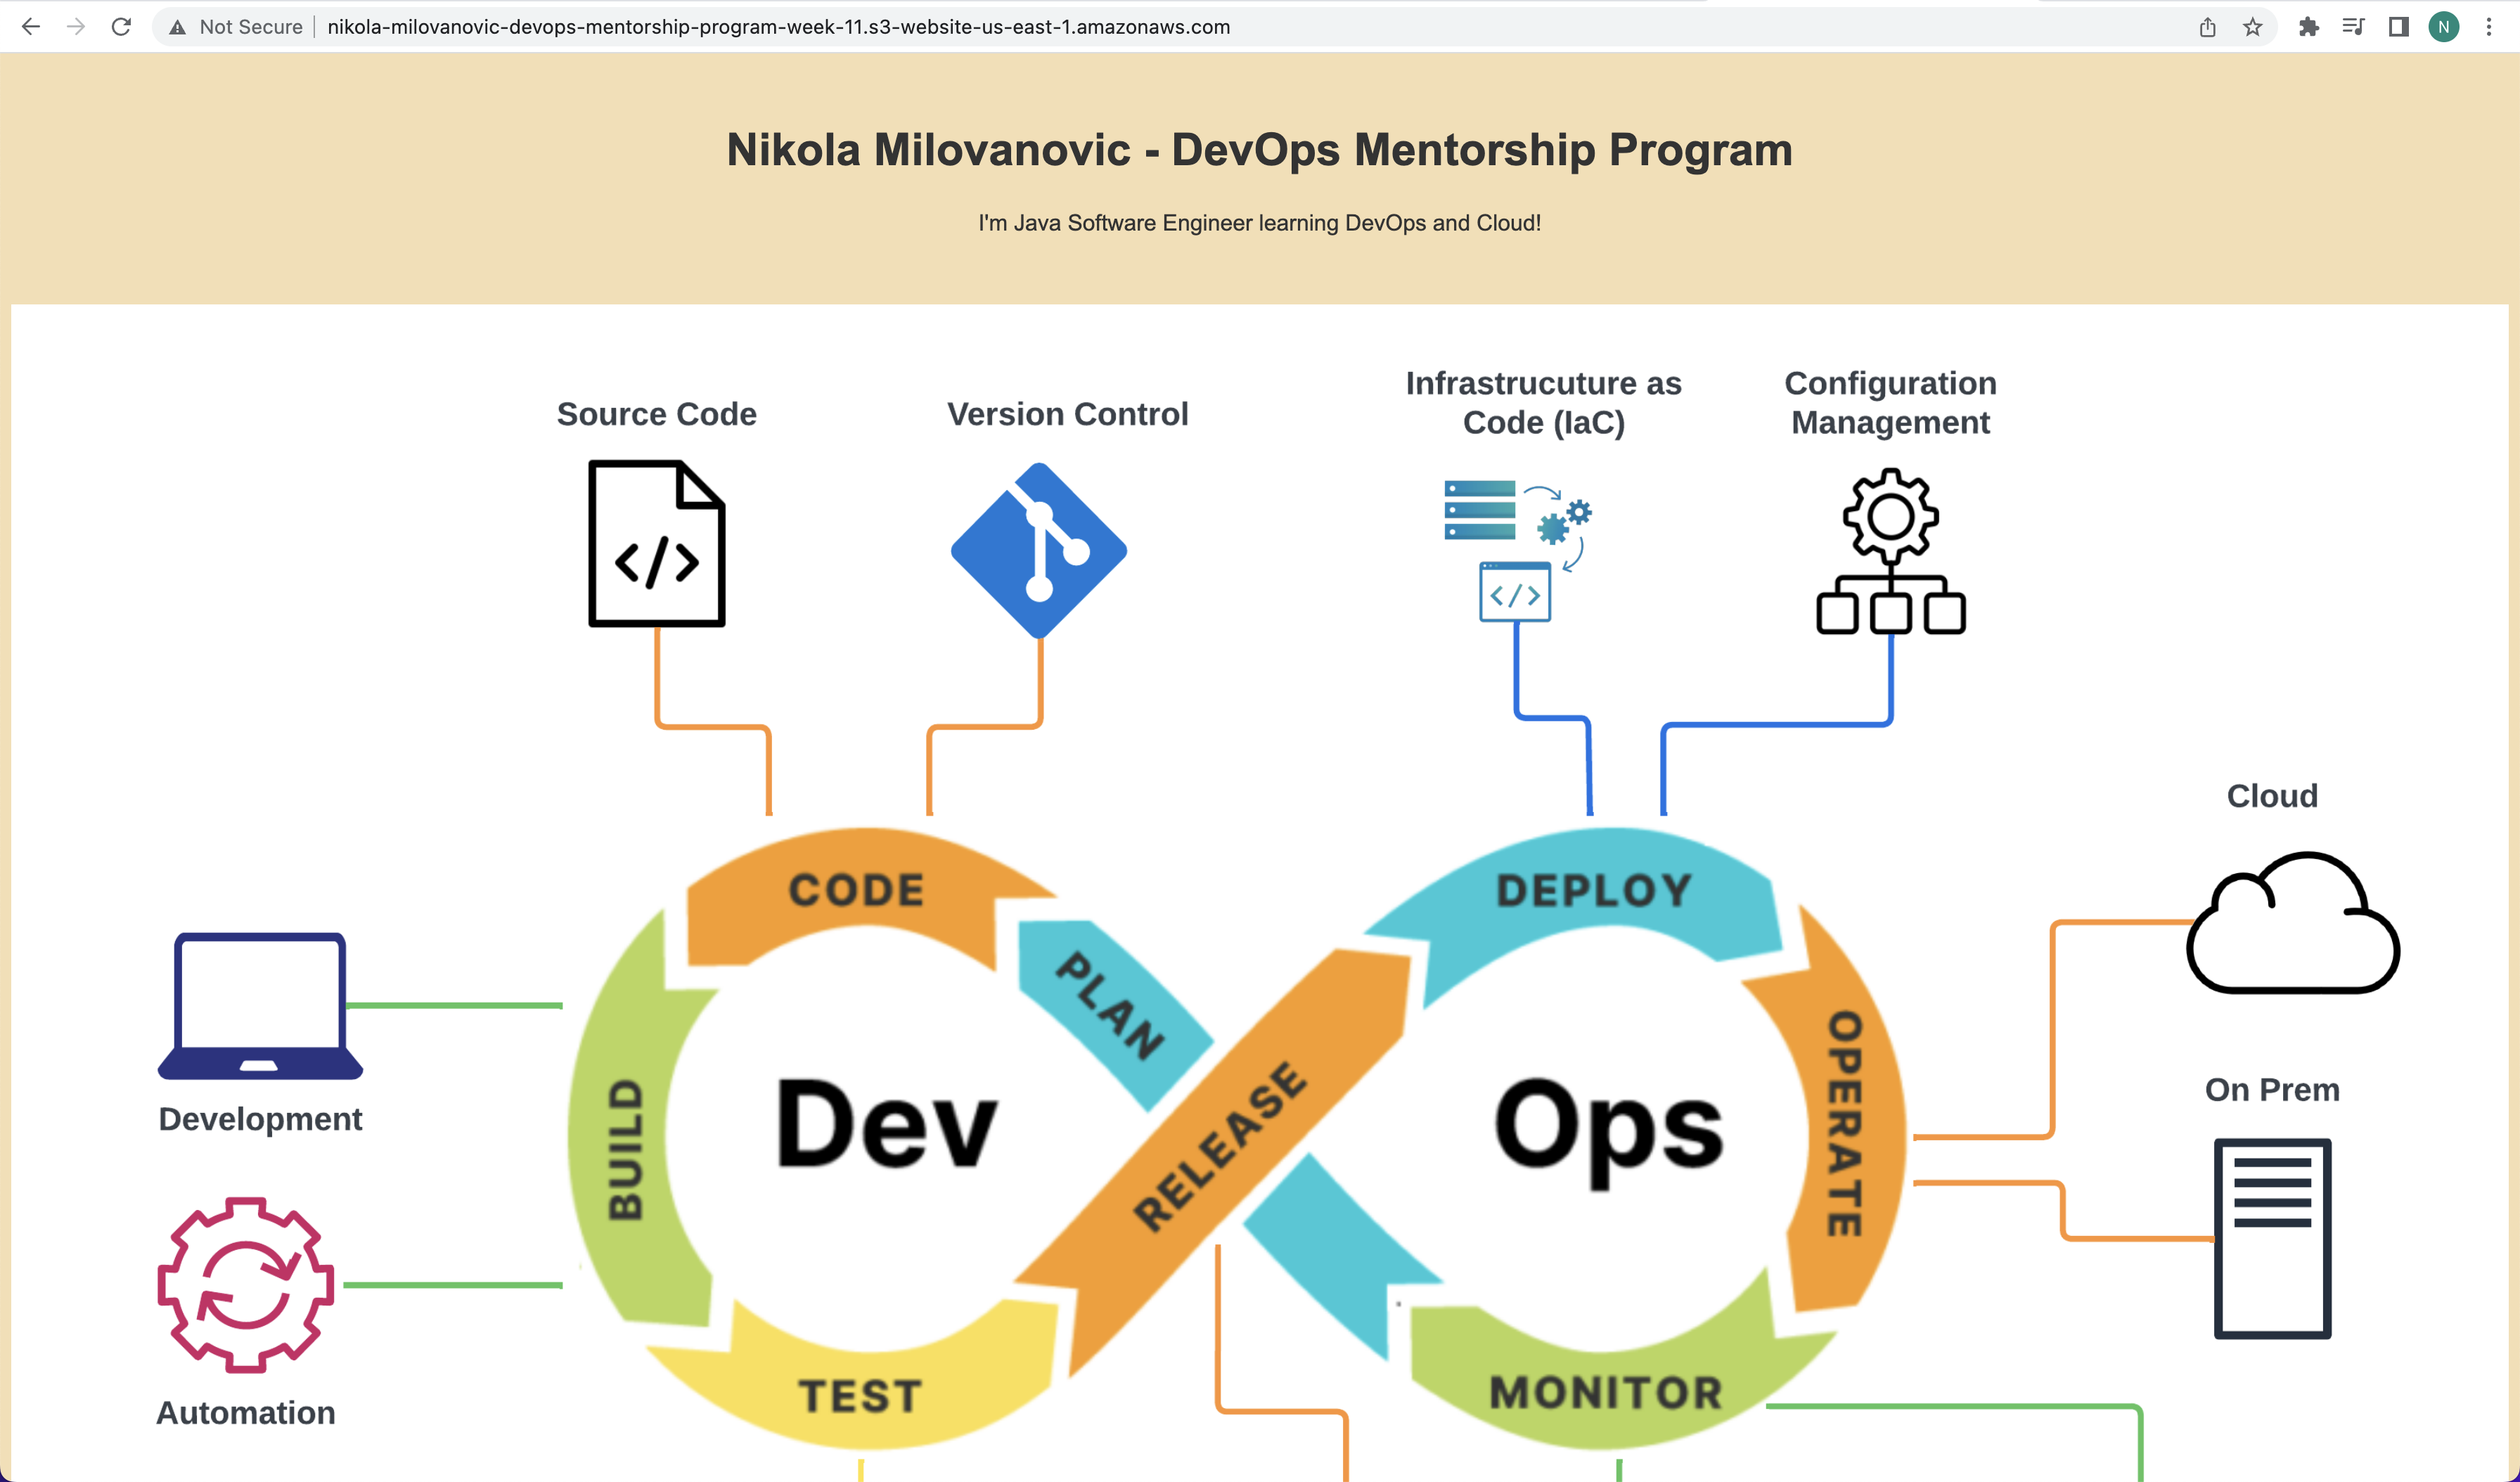 Not Secure
nikola-milovanovic-devops-mentorship-program-week-11.s3-website-us-east-1.amazonaws.com
N
Nikola Milovanovic - DevOps Mentorship Program
I'm Java Software Engineer learning DevOps and Cloud!
Source Code
Version Control
Infrastrucuture as
Code (IaC)
Configuration
Management
</>
</>
Cloud
CODE
DEPLOY
PLAN
OPERATE
Development
BUILD
Dev
RELEASE
Ops
On Prem
TEST
MONITOR
Automation